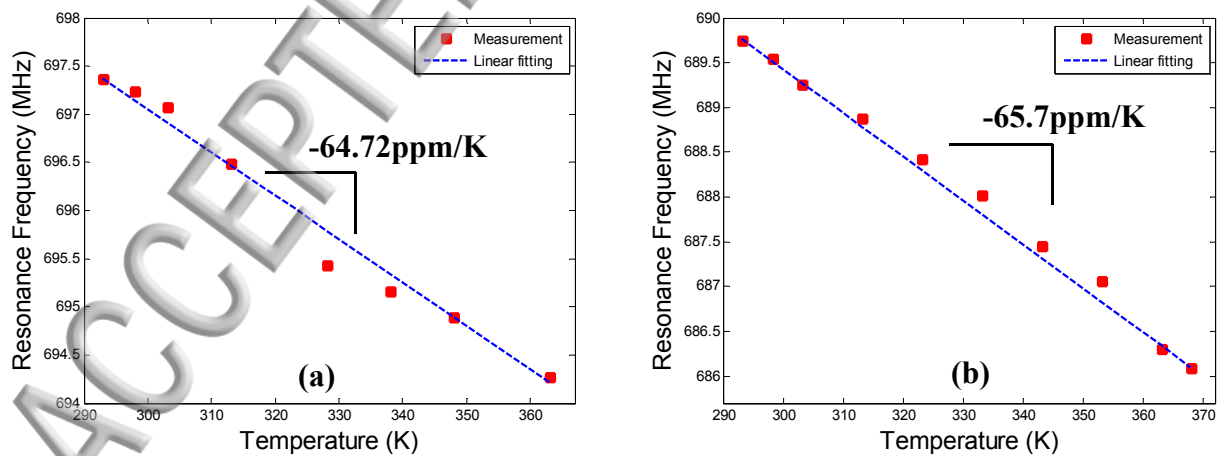 ACCEPTE
698
697.5
697
696.5
696
695.5
695
694.5
694
Resonance Frequency (MHz)
Measurement
Linear fitting
-64.72ppm/K
(a)
290 300 310 320 330 340 350 360
Temperature (K)
690
689.5
689
688.5
688
687.5
687
686.5
686
Resonance Frequency (MHz)
Measurement
Linear fitting
-65.7ppm/K
(b)
290 300 310 320 330 340 350 360 370
Temperature (K)